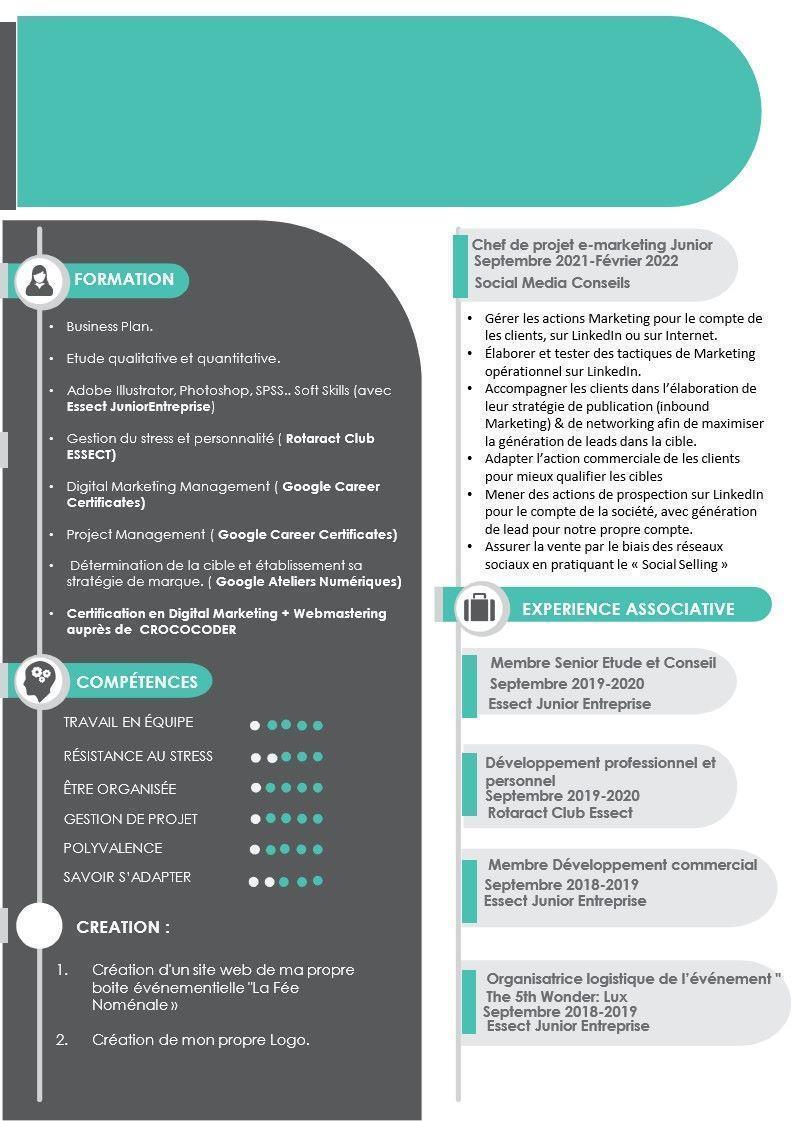 FORMATION
• Business Plan.
• Etude qualitative et quantitative.
• Adobe Illustrator, Photoshop, SPSS.. Soft Skills (avec
Essect JuniorEntreprise)
• Gestion du stress et personnalité ( Rotaract Club
ESSECT)
• Digital Marketing Management ( Google Career
Certificates)
• Project Management ( Google Career Certificates)
• Détermination de la cible et établissement sa
stratégie de marque. ( Google Ateliers Numériques)
• Certification en Digital Marketing + Webmastering
auprès de CROCOCODER
COMPÉTENCES
TRAVAIL EN ÉQUIPE
RÉSISTANCE AU STRESS
ÊTRE ORGANISÉE
GESTION DE PROJET
POLYVALENCE
SAVOIR S’ADAPTER
CREATION :
1. Création d'un site web de ma propre
boite événementielle "La Fée
Noménale »
2. Création de mon propre Logo.
Chef de projet e-marketing Junior
Septembre 2021-Février 2022
Social Media Conseils
• Gérer les actions Marketing pour le compte de
les clients, sur LinkedIn ou sur Internet.
• Élaborer et tester des tactiques de Marketing
opérationnel sur LinkedIn.
• Accompagner les clients dans l’élaboration de
leur stratégie de publication (inbound
Marketing) & de networking afin de maximiser
la génération de leads dans la cible.
• Adapter l’action commerciale de les clients
pour mieux qualifier les cibles
• Mener des actions de prospection sur LinkedIn
pour le compte de la société, avec génération
de lead pour notre propre compte.
• Assurer la vente par le biais des réseaux
sociaux en pratiquant le « Social Selling »
EXPERIENCE ASSOCIATIVE
Membre Senior Etude et Conseil
Septembre 2019-2020
Essect Junior Entreprise
Développement professionnel et
personnel
Septembre 2019-2020
Rotaract Club Essect
Membre Développement commercial
Septembre 2018-2019
Essect Junior Entreprise
Organisatrice logistique de l’événement "
The 5th Wonder: Lux
Septembre 2018-2019
Essect Junior Entreprise